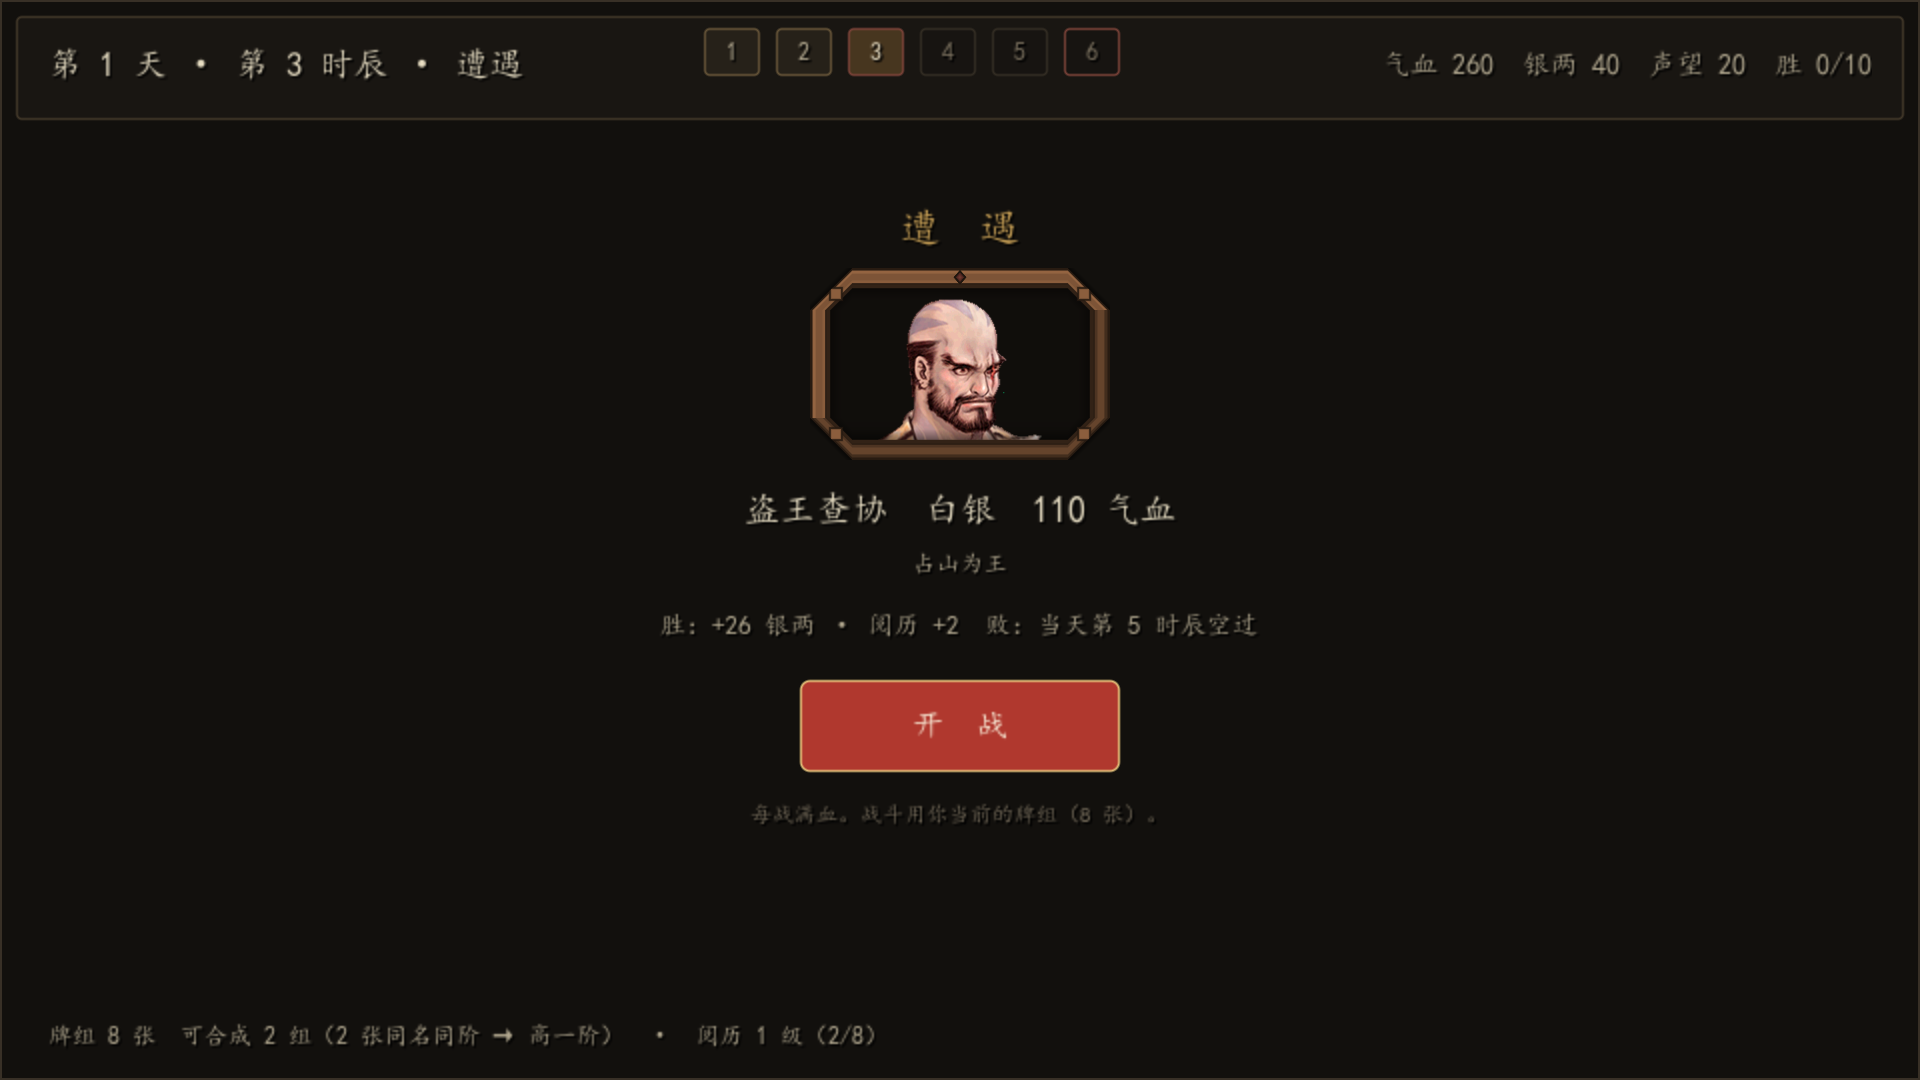 第 1 天 • 第 3 时辰 • 遭遇
1 2 3 4 5 6
气血 260 银两 40 声望 20 胜 0/10
遭 遇
盗王查协 白银 110 气血
占山为王
胜: +26 银两 • 阅历 +2 败: 当天第 5 时辰空过
开 战
每战满血。战斗用你当前的牌组（8 张）。
牌组 8 张 可合成 2 组（2 张同名同阶 → 高一阶） • 阅历 1 级（2/8）